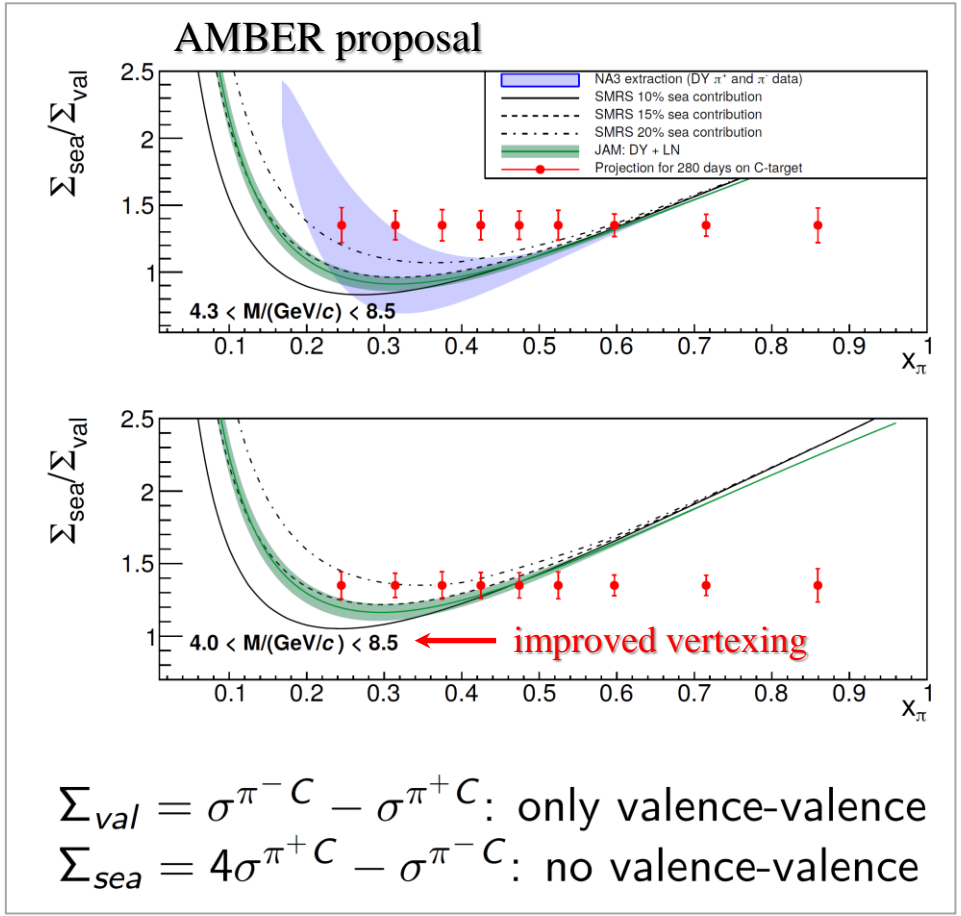 AMBER proposal
Σsea/Σval
2.5
2
1.5
1
NA3 extraction (DY π⁺ and π⁻ data)
SMRS 10% sea contribution
SMRS 15% sea contribution
SMRS 20% sea contribution
JAM: DY + LN
Projection for 280 days on C-target
4.3 < M/(GeV/c) < 8.5
0.1 0.2 0.3 0.4 0.5 0.6 0.7 0.8 0.9 1
xπ
Σsea/Σval
2.5
2
1.5
1
4.0 < M/(GeV/c) < 8.5
improved vertexing
0.1 0.2 0.3 0.4 0.5 0.6 0.7 0.8 0.9 1
xπ
Σval = σ^π⁻C − σ^π⁺C: only valence-valence
Σsea = 4σ^π⁺C − σ^π⁻C: no valence-valence